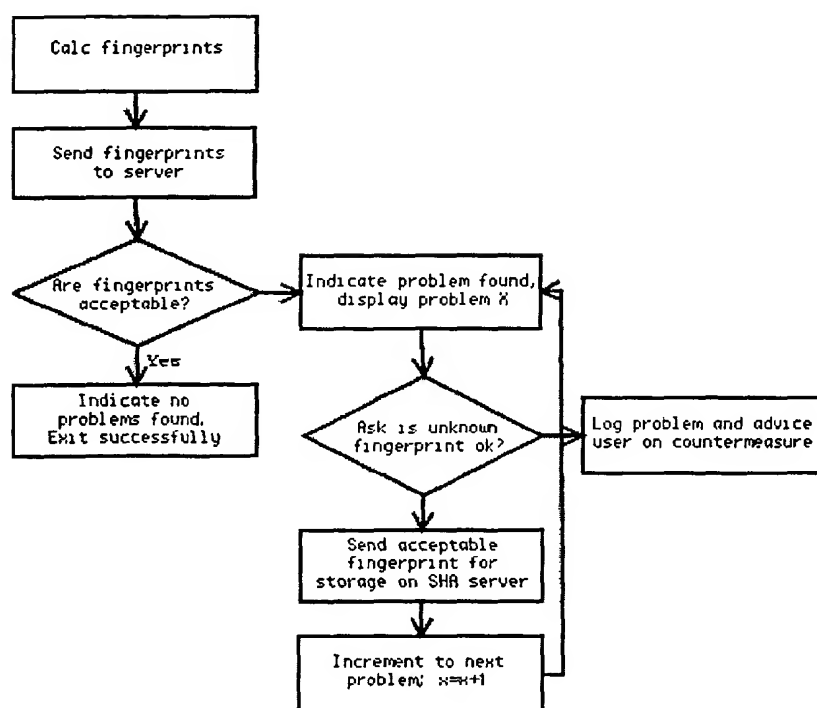 Calc fingerprints
Send fingerprints
to server
Are fingerprints
acceptable?
Yes
Indicate no
problems found.
Exit successfully
Indicate problem found,
display problem X
Ask is unknown
fingerprint ok?
Log problem and advice
user on countermeasure
Send acceptable
fingerprint for
storage on SHA server
Increment to next
problem; x=x+1